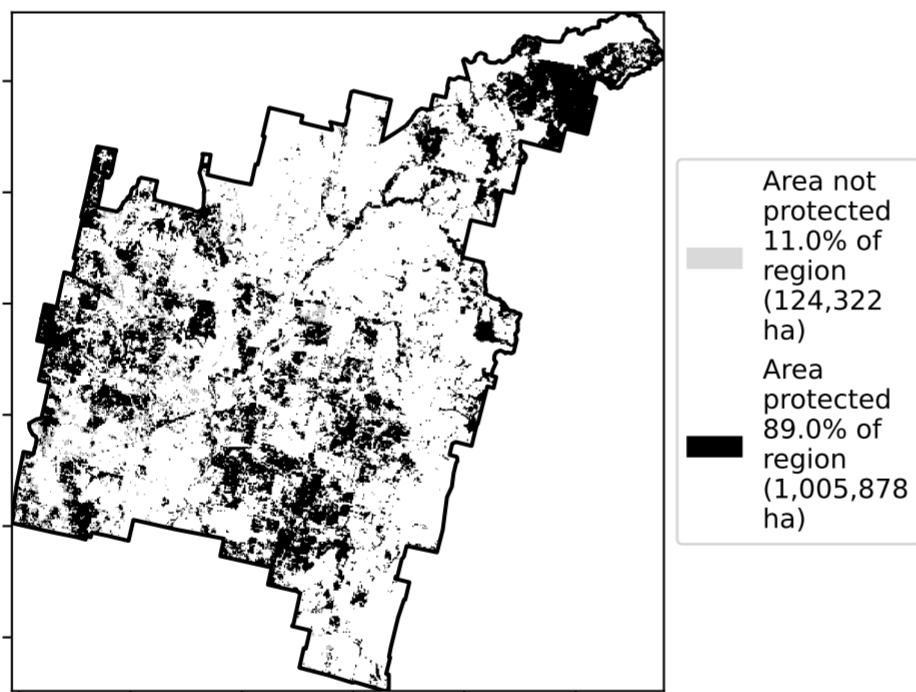 Area not
protected
11.0% of
region
(124,322
ha)
Area
protected
89.0% of
region
(1,005,878
ha)